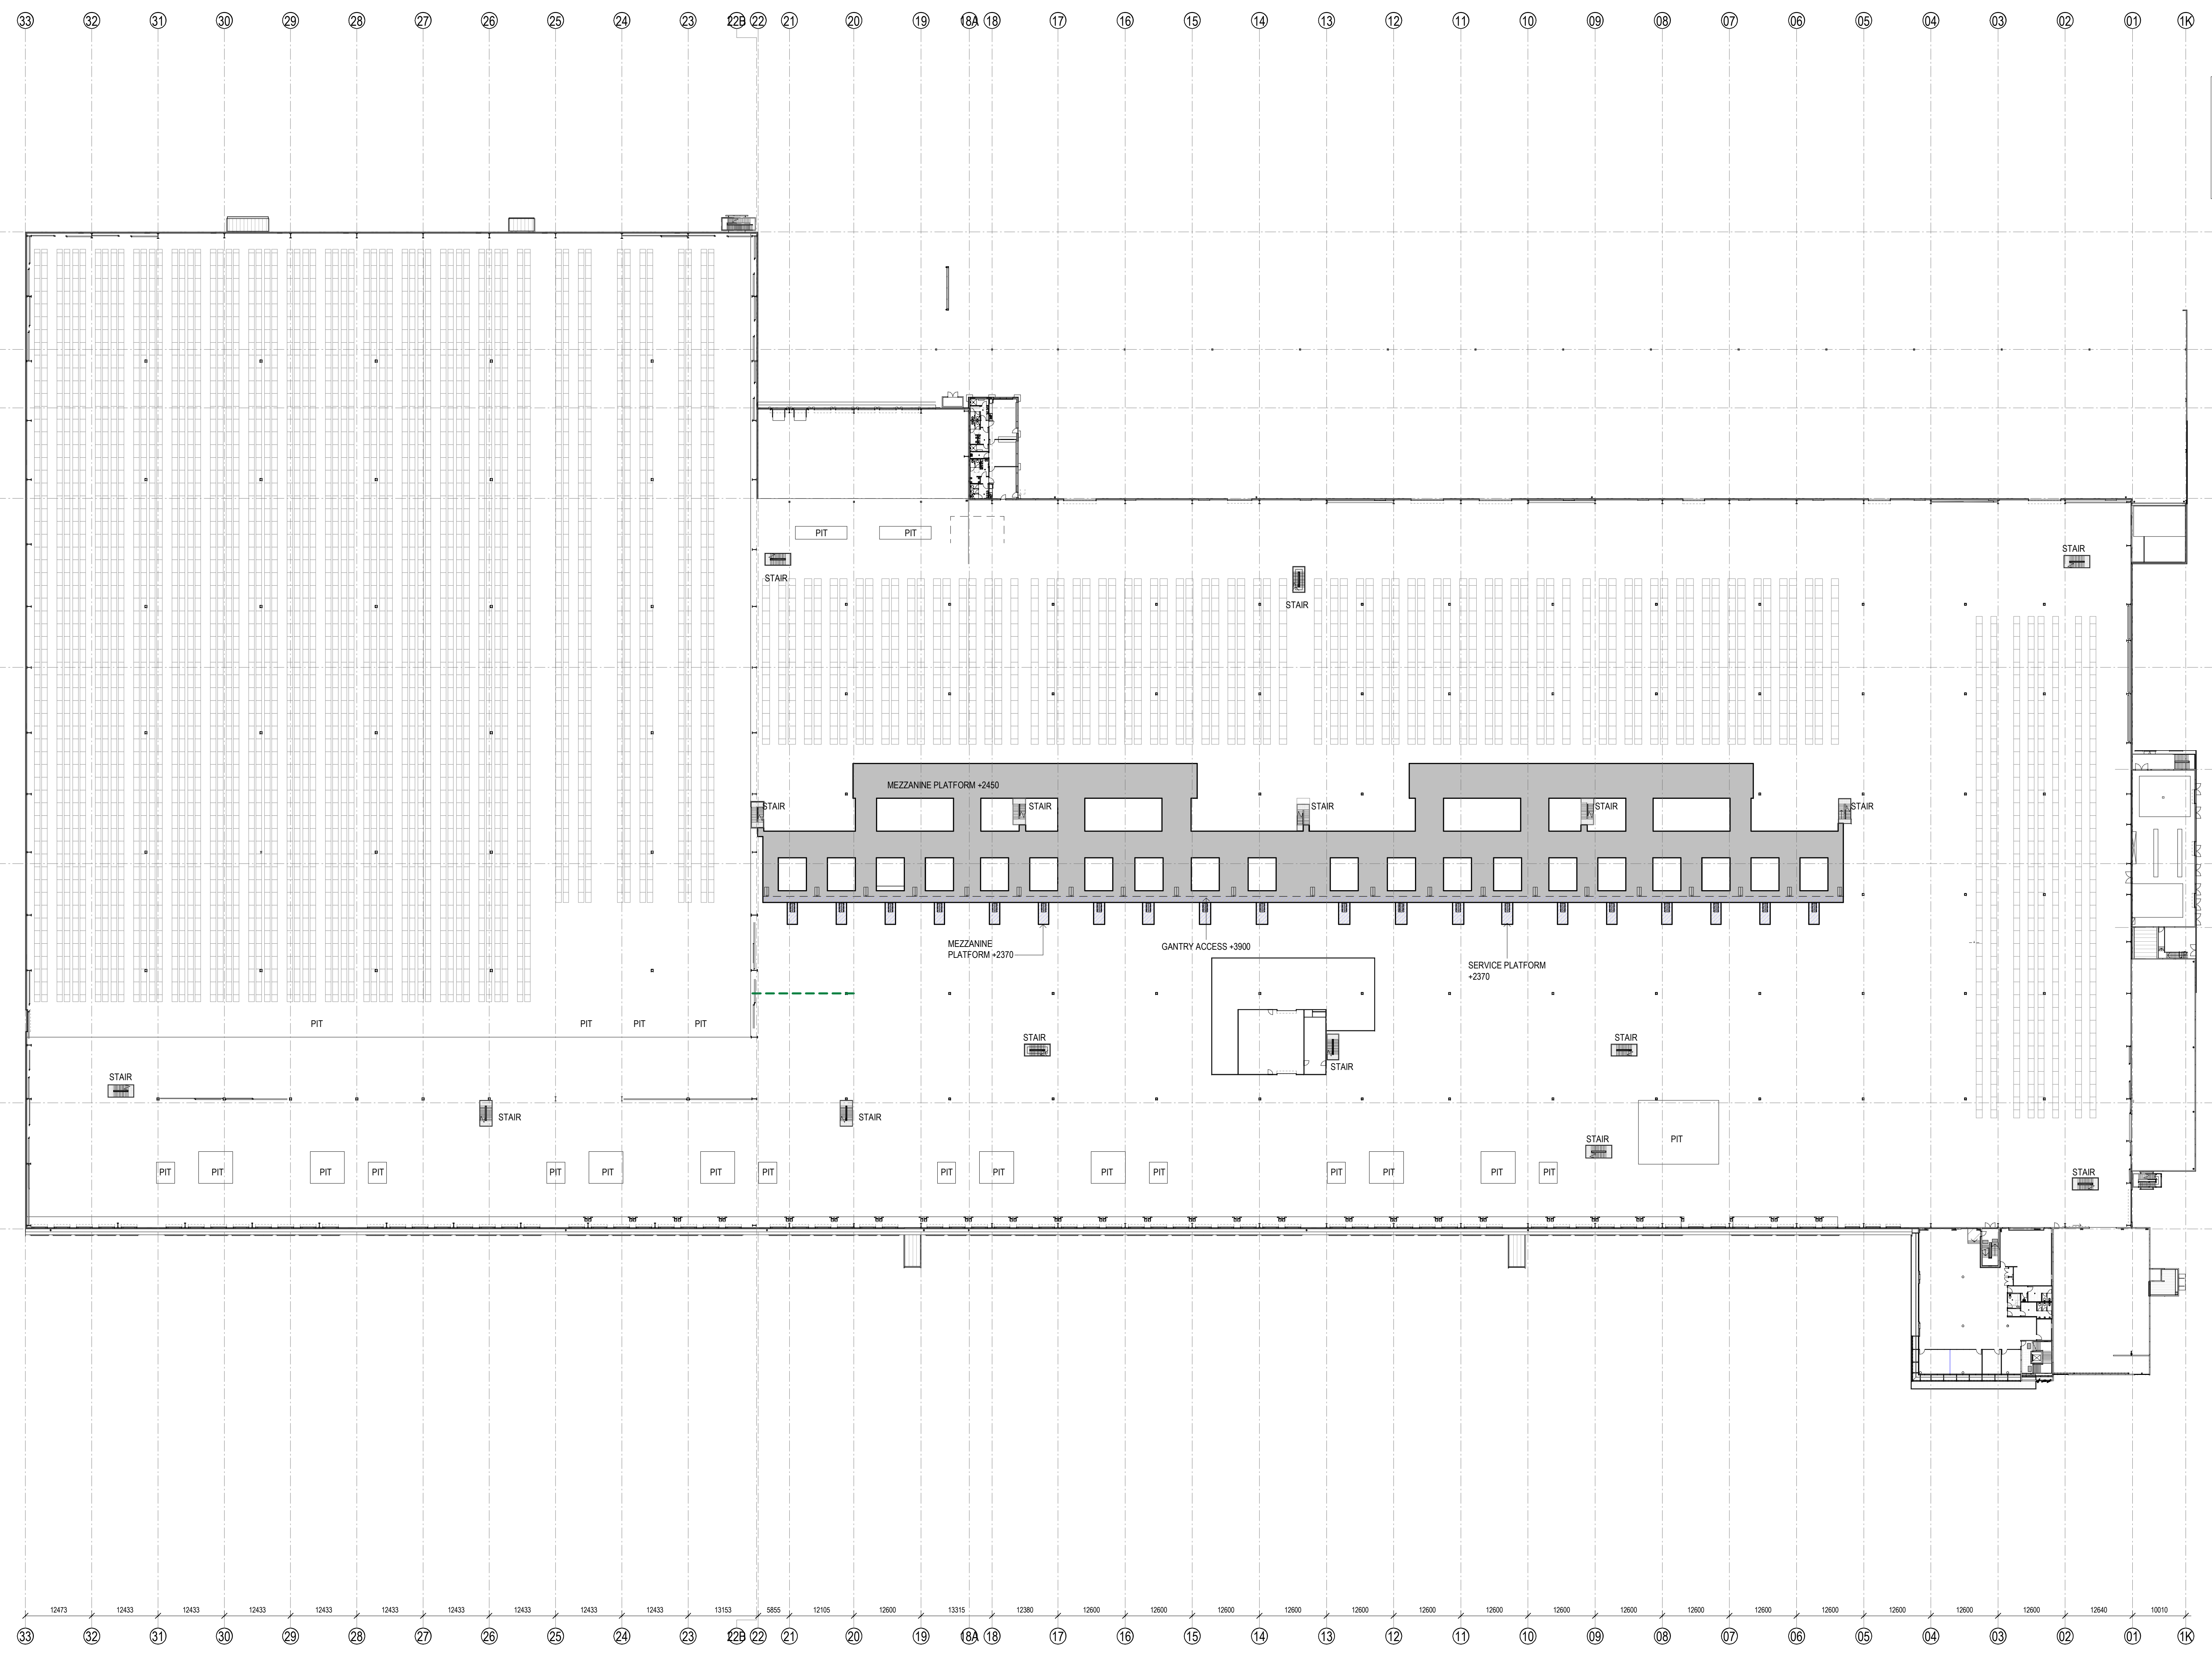 33 32 31 30 29 28 27 26 25 24 23 22B 22 21 20 19 18A 18 17 16 15 14 13 12 11 10 09 08 07 06 05 04 03 02 01 1K
PIT PIT
STAIR
STAIR
STAIR
MEZZANINE PLATFORM +2450
STAIR STAIR STAIR STAIR STAIR
MEZZANINE
PLATFORM +2370
GANTRY ACCESS +3900
SERVICE PLATFORM
+2370
PIT PIT PIT PIT
STAIR STAIR
STAIR
STAIR
STAIR STAIR
STAIR
PIT
PIT PIT PIT PIT PIT PIT PIT PIT PIT PIT PIT PIT PIT PIT PIT PIT
STAIR
12473 12433 12433 12433 12433 12433 12433 12433 12433 12433 13153 5855 12105 12600 13315 12380 12600 12600 12600 12600 12600 12600 12600 12600 12600 12600 12600 12600 12600 12600 12600 12640 10010
33 32 31 30 29 28 27 26 25 24 23 22B 22 21 20 19 18A 18 17 16 15 14 13 12 11 10 09 08 07 06 05 04 03 02 01 1K